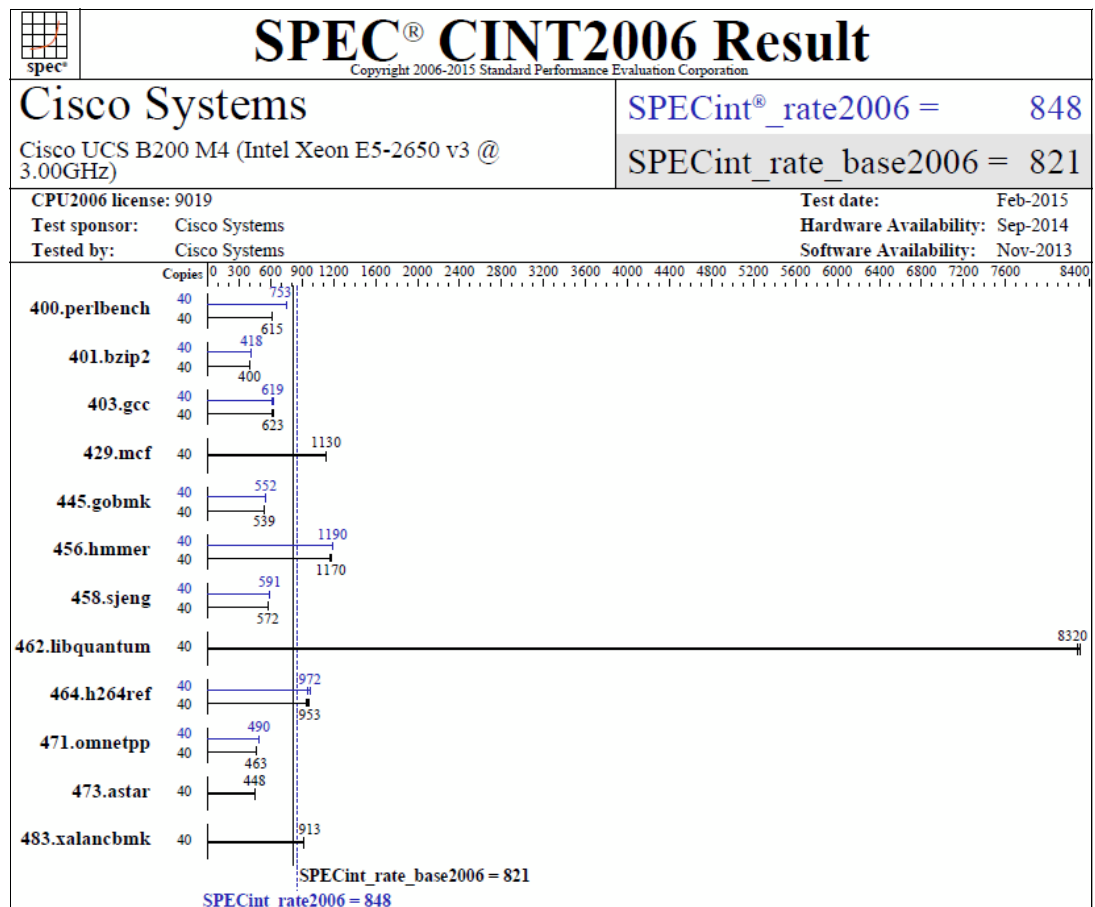 spec®
SPEC® CINT2006 Result
Copyright 2006-2015 Standard Performance Evaluation Corporation
Cisco Systems
SPECint®_rate2006 = 848
Cisco UCS B200 M4 (Intel Xeon E5-2650 v3 @
3.00GHz)
SPECint_rate_base2006 = 821
CPU2006 license: 9019
Test date: Feb-2015
Test sponsor: Cisco Systems
Hardware Availability: Sep-2014
Tested by: Cisco Systems
Software Availability: Nov-2013
Copies 0 300 600 900 1200 1600 2000 2400 2800 3200 3600 4000 4400 4800 5200 5600 6000 6400 6800 7200 7600 8400
400.perlbench
40 753
40 615
401.bzip2
40 418
40 400
403.gcc
40 619
40 623
429.mcf 40 1130
445.gobmk
40 552
40 539
456.hmmer
40 1190
40 1170
458.sjeng
40 591
40 572
462.libquantum 40 8320
464.h264ref
40 972
40 953
471.omnetpp
40 490
40 463
473.astar 40 448
483.xalancbmk 40 913
SPECint_rate_base2006 = 821
SPECint_rate2006 = 848